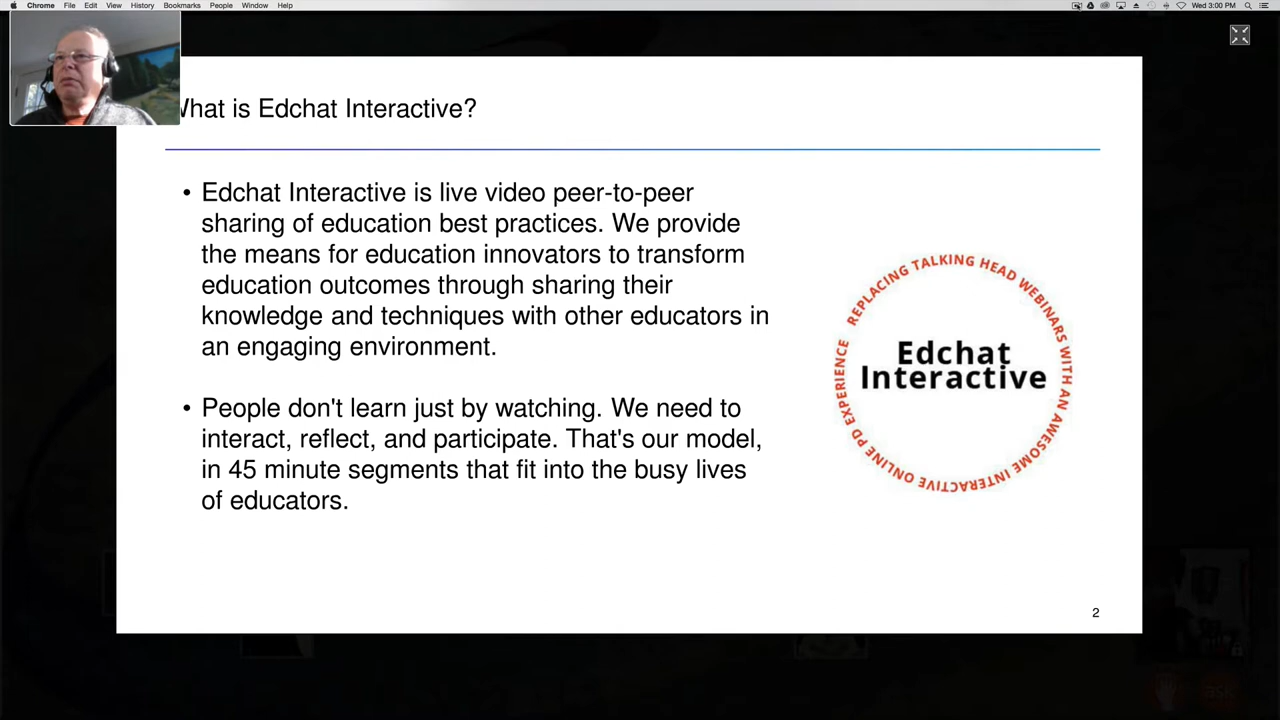 Chrome File Edit View History Bookmarks People Window Help
Wed 3:00 PM
What is Edchat Interactive?
• Edchat Interactive is live video peer-to-peer
sharing of education best practices. We provide
the means for education innovators to transform
education outcomes through sharing their
knowledge and techniques with other educators in
an engaging environment.
• People don't learn just by watching. We need to
interact, reflect, and participate. That's our model,
in 45 minute segments that fit into the busy lives
of educators.
REPLACING TALKING HEAD WEBINARS WITH AN AWESOME INTERACTIVE ONLINE PD EXPERIENCE
Edchat
Interactive
2
ASK